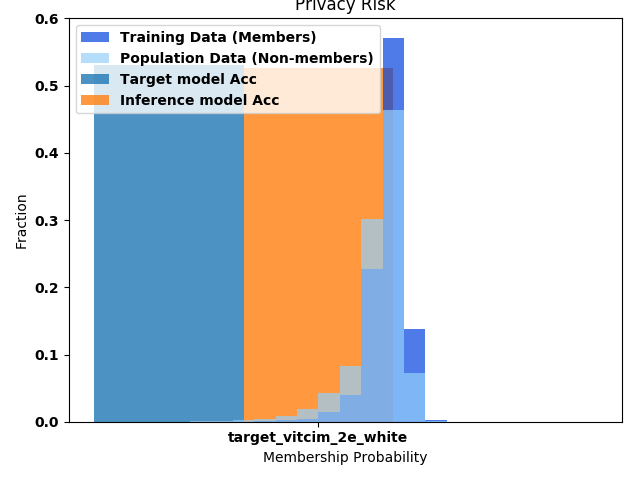 Privacy Risk
0.6
0.5
0.4
0.3
0.2
0.1
0.0
Fraction
Training Data (Members)
Population Data (Non-members)
Target model Acc
Inference model Acc
target_vitcim_2e_white
Membership Probability